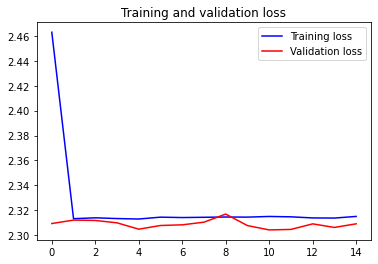 Training and validation loss
Training loss
Validation loss
2.46
2.44
2.42
2.40
2.38
2.36
2.34
2.32
2.30
0 2 4 6 8 10 12 14